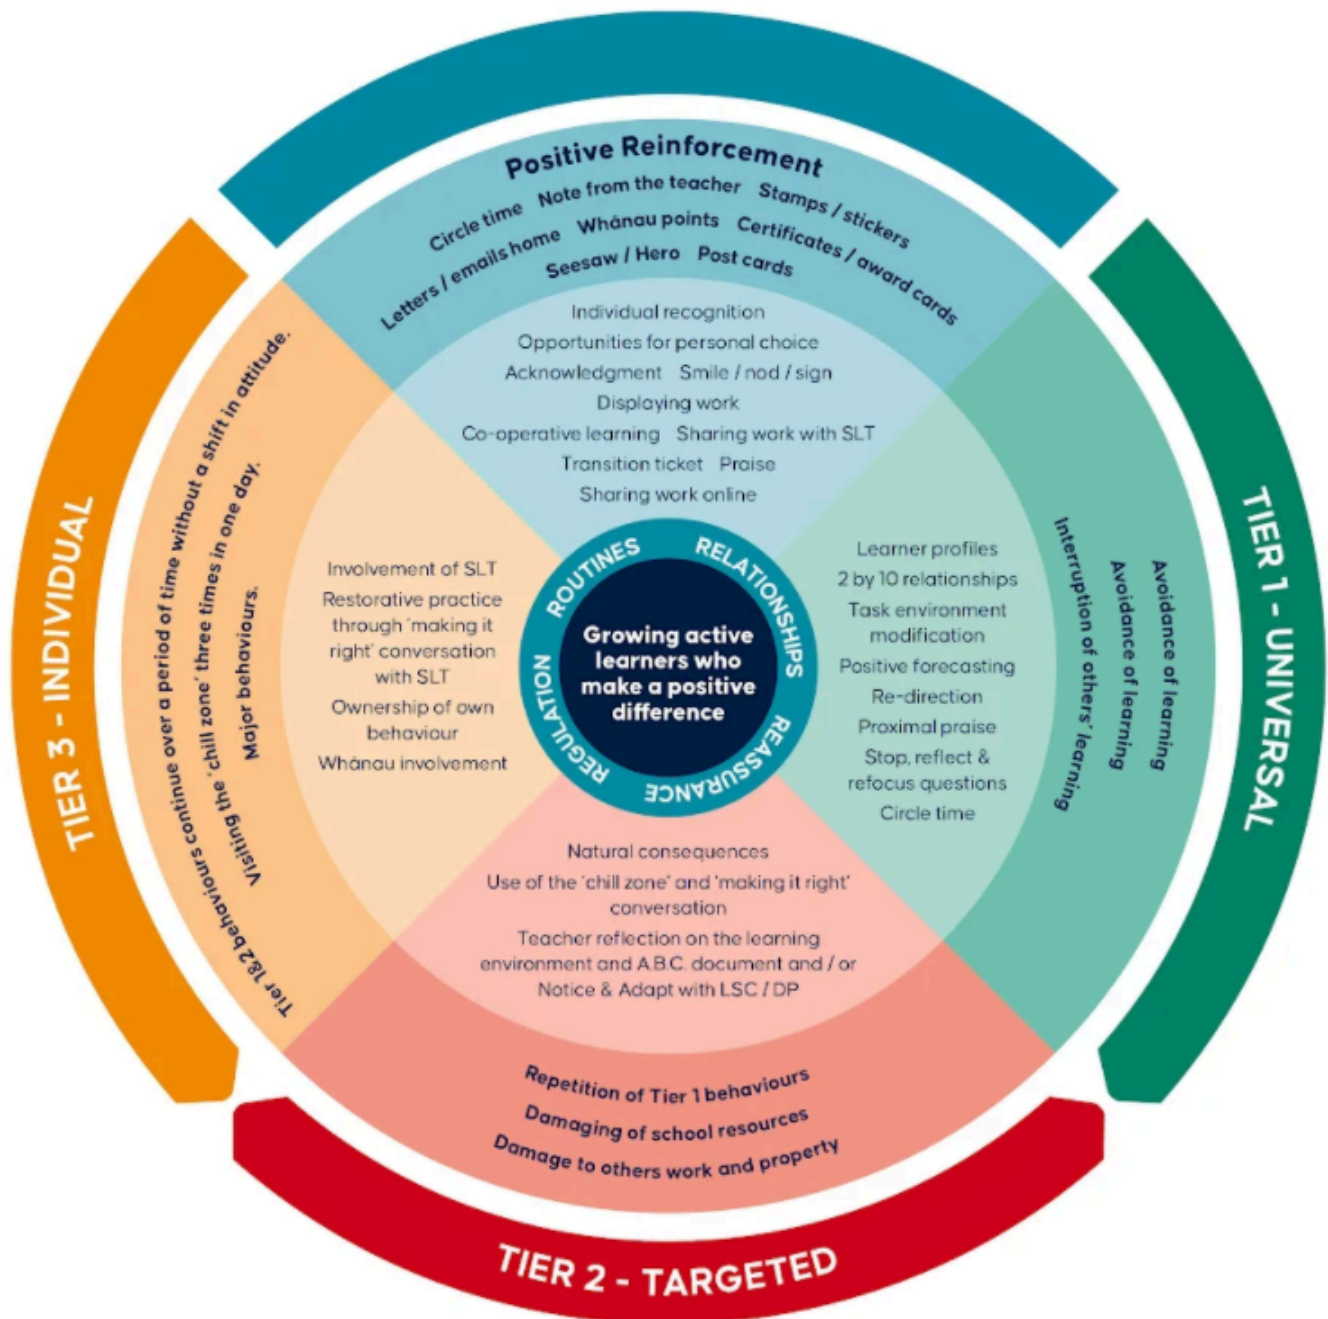 Positive Reinforcement
Circle time Note from the teacher Stamps / stickers
Letters / emails home Whánau points Certificates / award cards
Seesaw / Hero Post cards
Individual recognition
Opportunities for personal choice
Acknowledgment Smile / nod / sign
Displaying work
Co-operative learning Sharing work with SLT
Transition ticket Praise
Sharing work online
TIER 1 - UNIVERSAL
Avoidance of learning
Avoidance of learning
Interruption of others' learning
Learner profiles
2 by 10 relationships
Task environment
modification
Positive forecasting
Re-direction
Proximal praise
Stop, reflect &
refocus questions
Circle time
TIER 2 - TARGETED
Natural consequences
Use of the 'chill zone' and 'making it right'
conversation
Teacher reflection on the learning
environment and A.B.C. document and / or
Notice & Adapt with LSC / DP
Repetition of Tier 1 behaviours
Damaging of school resources
Damage to others work and property
TIER 3 - INDIVIDUAL
Tier 1&2 behaviours continue over a period of time without a shift in attitude.
Visiting the 'chill zone' three times in one day.
Major behaviours.
Involvement of SLT
Restorative practice
through 'making it
right' conversation
with SLT
Ownership of own
behaviour
Whánau involvement
ROUTINES
RELATIONSHIPS
REASSURANCE
REGULATION
Growing active
learners who
make a positive
difference